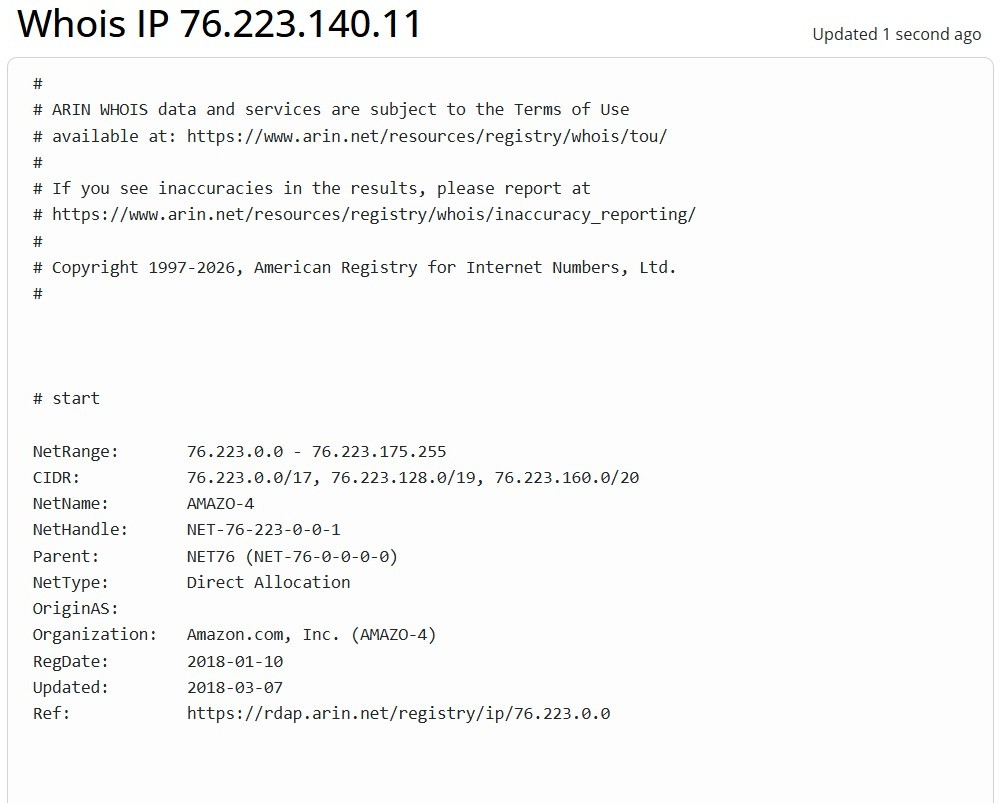 Whois IP 76.223.140.11
Updated 1 second ago
#
# ARIN WHOIS data and services are subject to the Terms of Use
# available at: https://www.arin.net/resources/registry/whois/tou/
#
# If you see inaccuracies in the results, please report at
# https://www.arin.net/resources/registry/whois/inaccuracy_reporting/
#
# Copyright 1997-2026, American Registry for Internet Numbers, Ltd.
#
# start
NetRange: 76.223.0.0 - 76.223.175.255
CIDR: 76.223.0.0/17, 76.223.128.0/19, 76.223.160.0/20
NetName: AMAZO-4
NetHandle: NET-76-223-0-0-1
Parent: NET76 (NET-76-0-0-0-0)
NetType: Direct Allocation
OriginAS:
Organization: Amazon.com, Inc. (AMAZO-4)
RegDate: 2018-01-10
Updated: 2018-03-07
Ref: https://rdap.arin.net/registry/ip/76.223.0.0